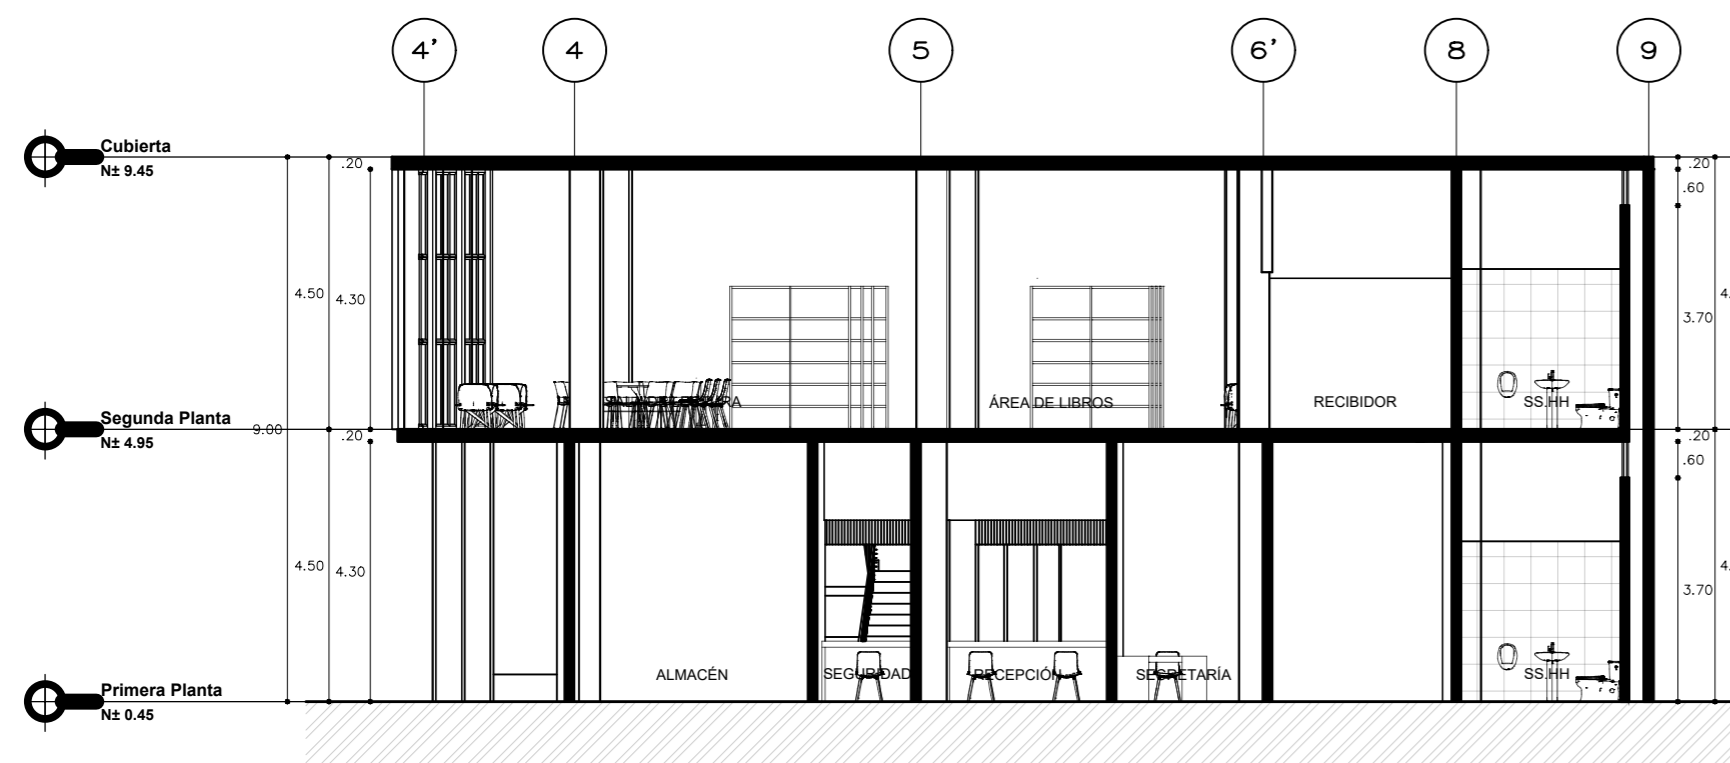 4' 4 5 6' 8 9
Cubierta
N± 9.45
.20 .20
.60
4.50 4.30
3.70
ÁREA DE LIBROS RECIBIDOR SS.HH
Segunda Planta
N± 4.95
9.00 .20 .20
.60
4.50 4.30
3.70
ALMACÉN SEGURIDAD RECEPCIÓN SECRETARÍA SS.HH
Primera Planta
N± 0.45